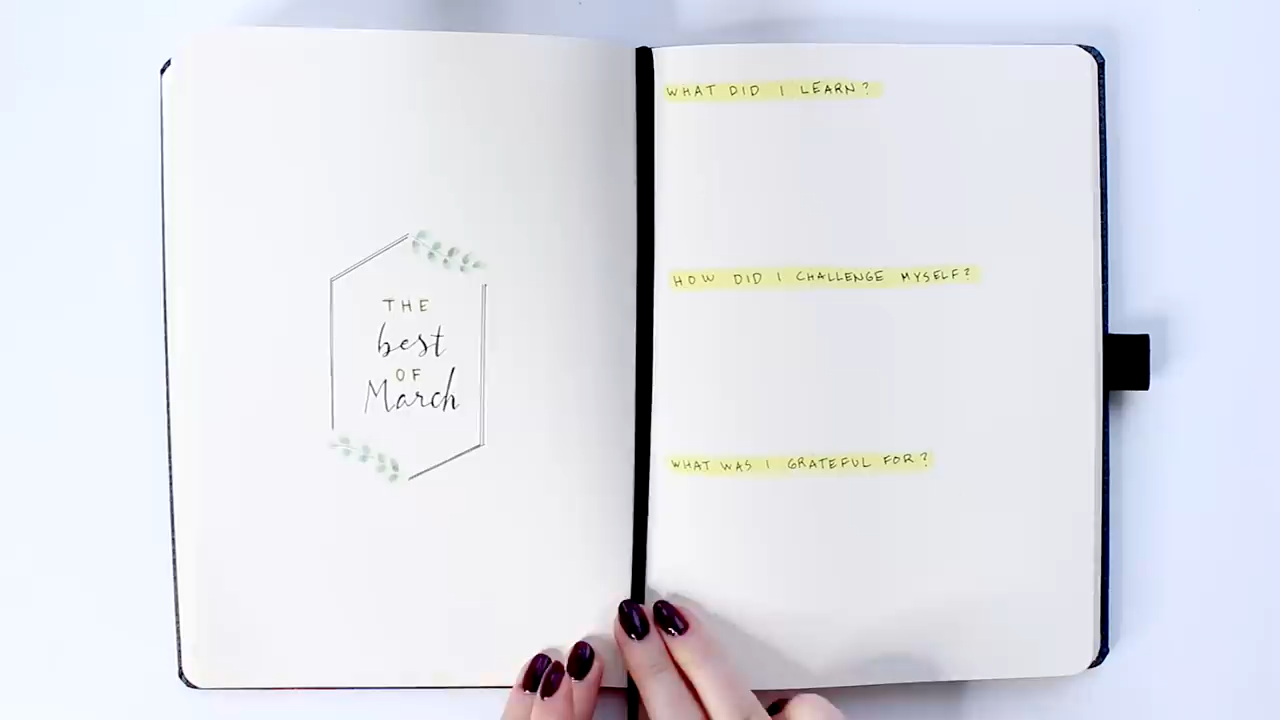 THE
best
OF
March
WHAT DID I LEARN?
HOW DID I CHALLENGE MYSELF?
WHAT WAS I GRATEFUL FOR?